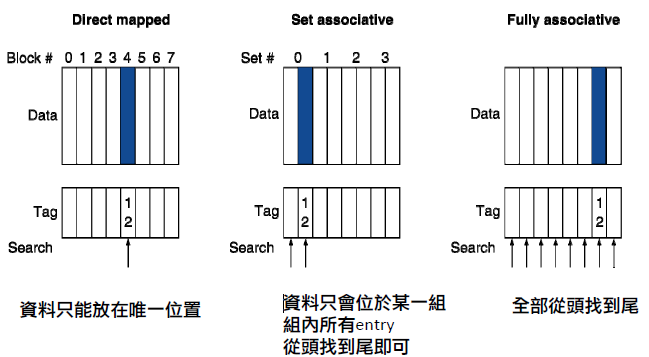 Direct mapped
Set associative
Fully associative
Block # 0 1 2 3 4 5 6 7
Set # 0 1 2 3
Data
Data
Data
Tag
1
2
Tag
1
2
Tag
1
2
Search
Search
Search
資料只能放在唯一位置
資料只會位於某一組
組內所有entry
從頭找到尾即可
全部從頭找到尾